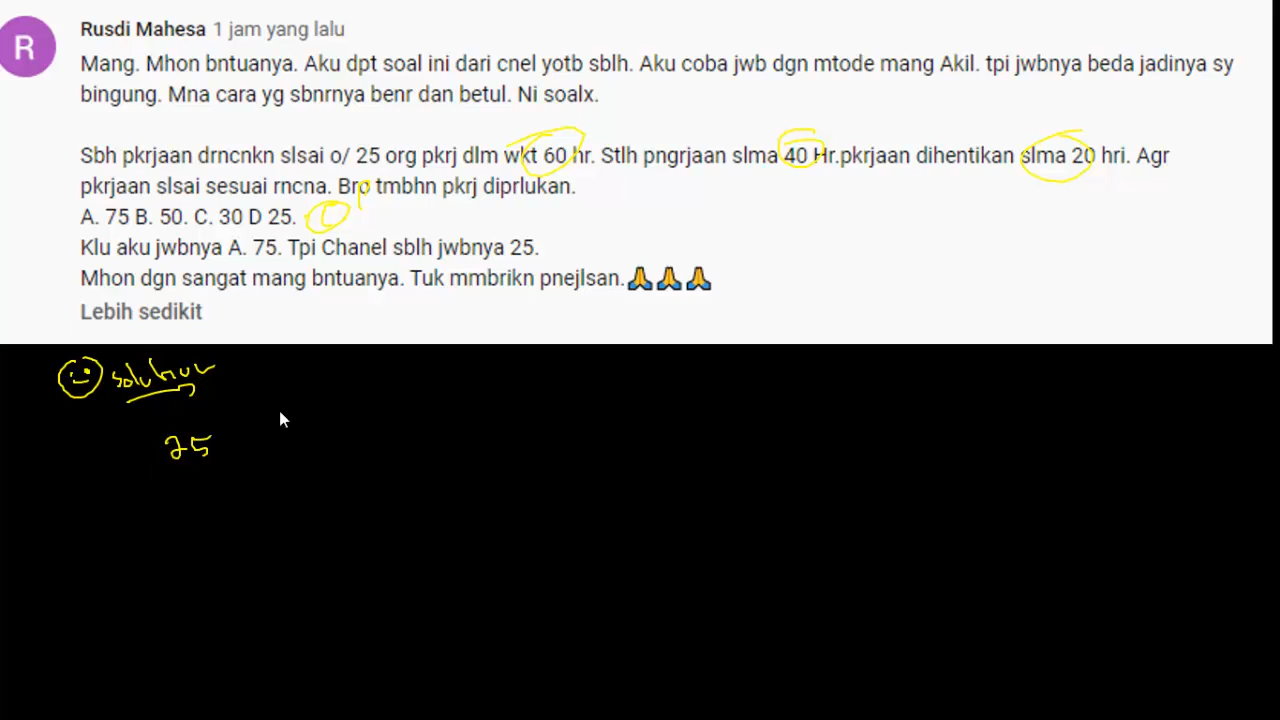 R
Rusdi Mahesa 1 jam yang lalu
Mang. Mhon bntuanya. Aku dpt soal ini dari cnel yotb sblh. Aku coba jwb dgn mtode mang Akil. tpi jwbnya beda jadinya sy
bingung. Mna cara yg sbnrnya benr dan betul. Ni soalx.
Sbh pkrjaan drncnkn slsai o/ 25 org pkrj dlm wkt 60 hr. Stlh pngrjaan slma 40 Hr.pkrjaan dihentikan slma 20 hri. Agr
pkrjaan slsai sesuai rncna. Bro tmbhn pkrj diprlukan.
A. 75 B. 50. C. 30 D 25.
Klu aku jwbnya A. 75. Tpi Chanel sblh jwbnya 25.
Mhon dgn sangat mang bntuanya. Tuk mmbrikn pnejlsan.🙏🙏🙏
Lebih sedikit
25